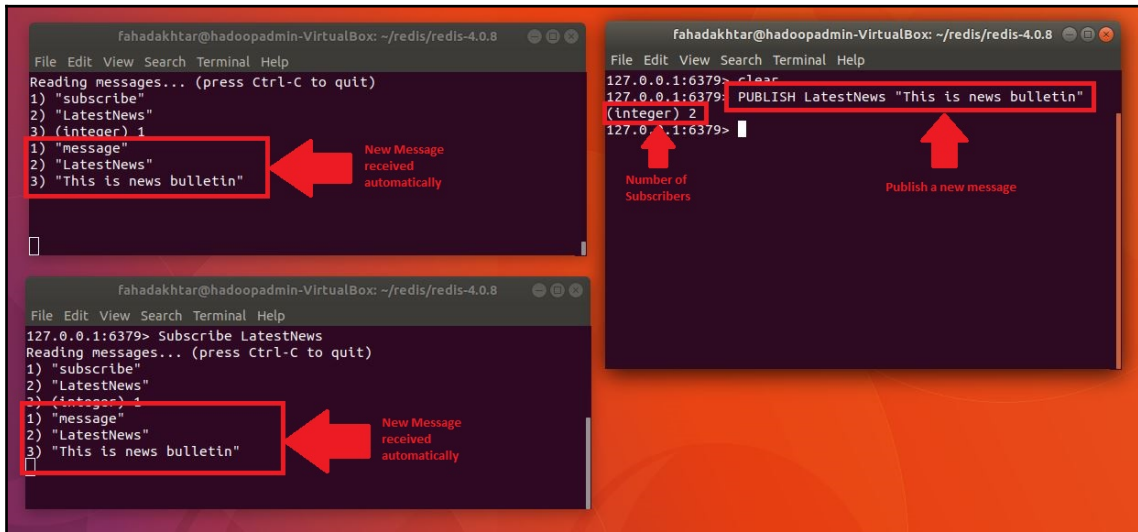 fahadakhtar@hadoopadmin-VirtualBox: ~/redis/redis-4.0.8
File Edit View Search Terminal Help
Reading messages... (press Ctrl-C to quit)
1) "subscribe"
2) "LatestNews"
3) (integer) 1
1) "message"
2) "LatestNews"
3) "This is news bulletin"
New Message
received
automatically
fahadakhtar@hadoopadmin-VirtualBox: ~/redis/redis-4.0.8
File Edit View Search Terminal Help
127.0.0.1:6379> clear
127.0.0.1:6379> PUBLISH LatestNews "This is news bulletin"
(integer) 2
127.0.0.1:6379>
Number of
Subscribers
Publish a new message
fahadakhtar@hadoopadmin-VirtualBox: ~/redis/redis-4.0.8
File Edit View Search Terminal Help
127.0.0.1:6379> Subscribe LatestNews
Reading messages... (press Ctrl-C to quit)
1) "subscribe"
2) "LatestNews"
3) (integer) 1
1) "message"
2) "LatestNews"
3) "This is news bulletin"
New Message
received
automatically